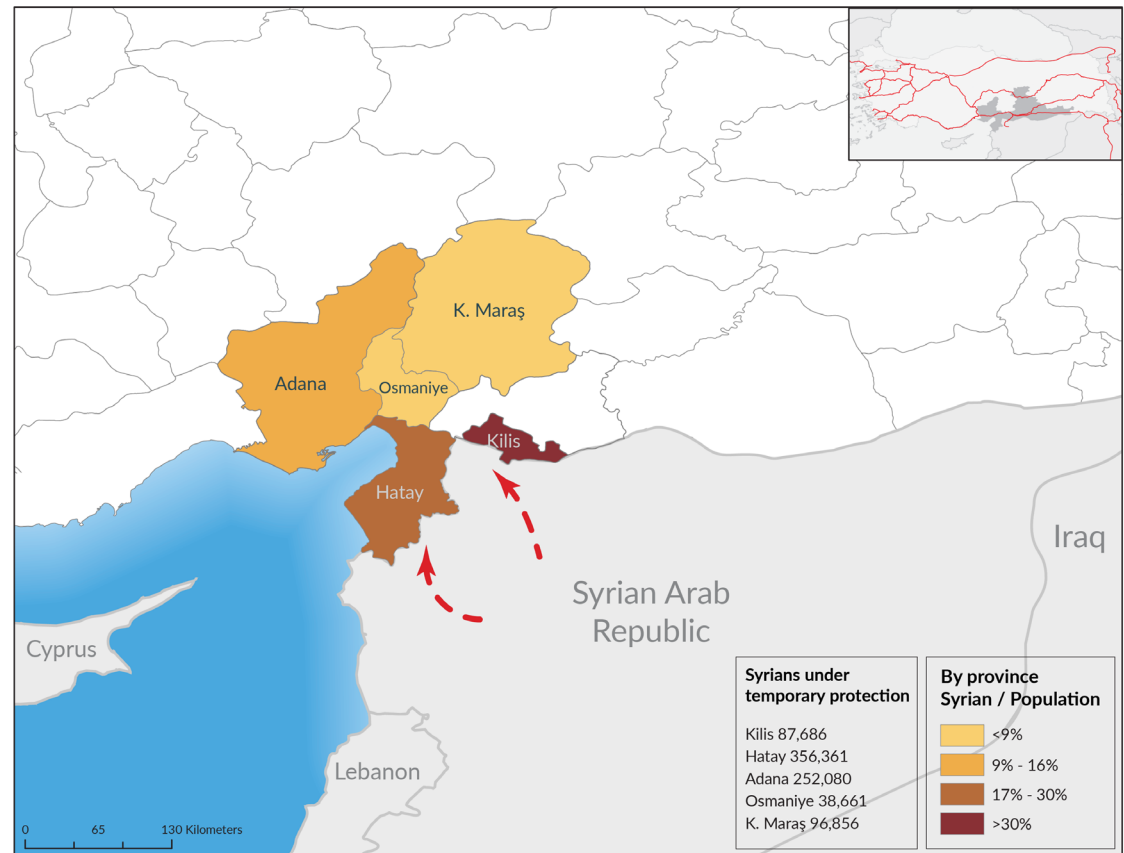 K. Maraş
Adana
Osmaniye
Kilis
Hatay
Iraq
Syrian Arab
Republic
Cyprus
Lebanon
Syrians under
temporary protection
Kilis 87,686
Hatay 356,361
Adana 252,080
Osmaniye 38,661
K. Maraş 96,856
By province
Syrian / Population
<9%
9% - 16%
17% - 30%
>30%
0 65 130 Kilometers